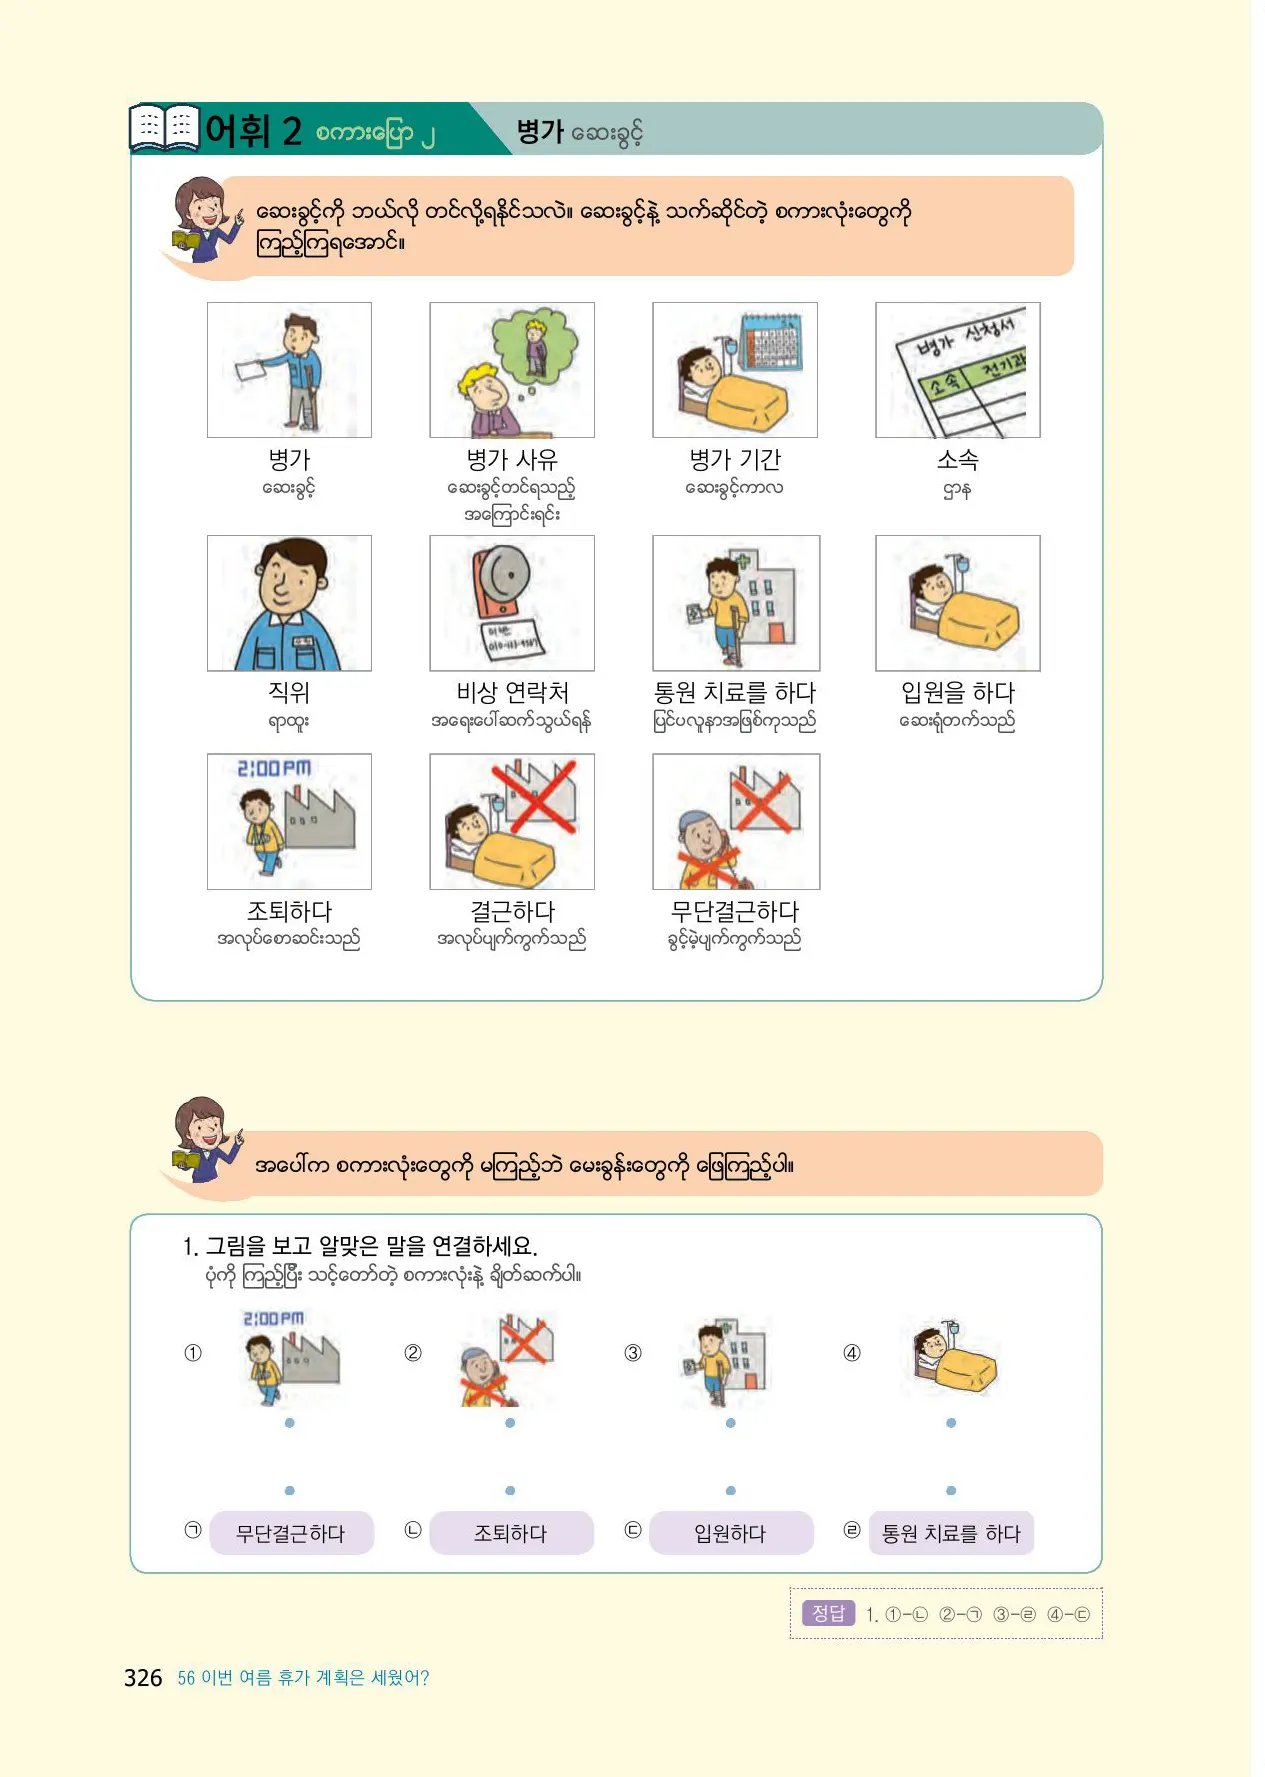 어휘 2 စကားပြော ၂ 병가 ဆေးခွင့်
ဆေးခွင့်ကို ဘယ်လို တင်လို့ရနိုင်သလဲ။ ဆေးခွင့်နဲ့ သက်ဆိုင်တဲ့ စကားလုံးတွေကို
ကြည့်ကြရအောင်။
병가 신청서
소속 전기과
병가 병가 사유 병가 기간 소속
ဆေးခွင့် ဆေးခွင့်တင်ရသည့် ဆေးခွင့်ကာလ ဌာန
အကြောင်းရင်း
직위 비상 연락처 통원 치료를 하다 입원을 하다
ရာထူး အရေးပေါ်ဆက်သွယ်ရန် ပြင်ပလူနာအဖြစ်ကုသည် ဆေးရုံတက်သည်
2:00 PM
조퇴하다 결근하다 무단결근하다
အလုပ်စောဆင်းသည် အလုပ်ပျက်ကွက်သည် ခွင့်မဲ့ပျက်ကွက်သည်
အပေါ်က စကားလုံးတွေကို မကြည့်ဘဲ မေးခွန်းတွေကို ဖြေကြည့်ပါ။
1. 그림을 보고 알맞은 말을 연결하세요.
ပုံကို ကြည့်ပြီး သင့်တော်တဲ့ စကားလုံးနဲ့ ချိတ်ဆက်ပါ။
2:00 PM
① ② ③ ④
㉠ 무단결근하다 ㉡ 조퇴하다 ㉢ 입원하다 ㉣ 통원 치료를 하다
정답 1. ①-㉡ ②-㉠ ③-㉣ ④-㉢
326 56 이번 여름 휴가 계획은 세웠어?